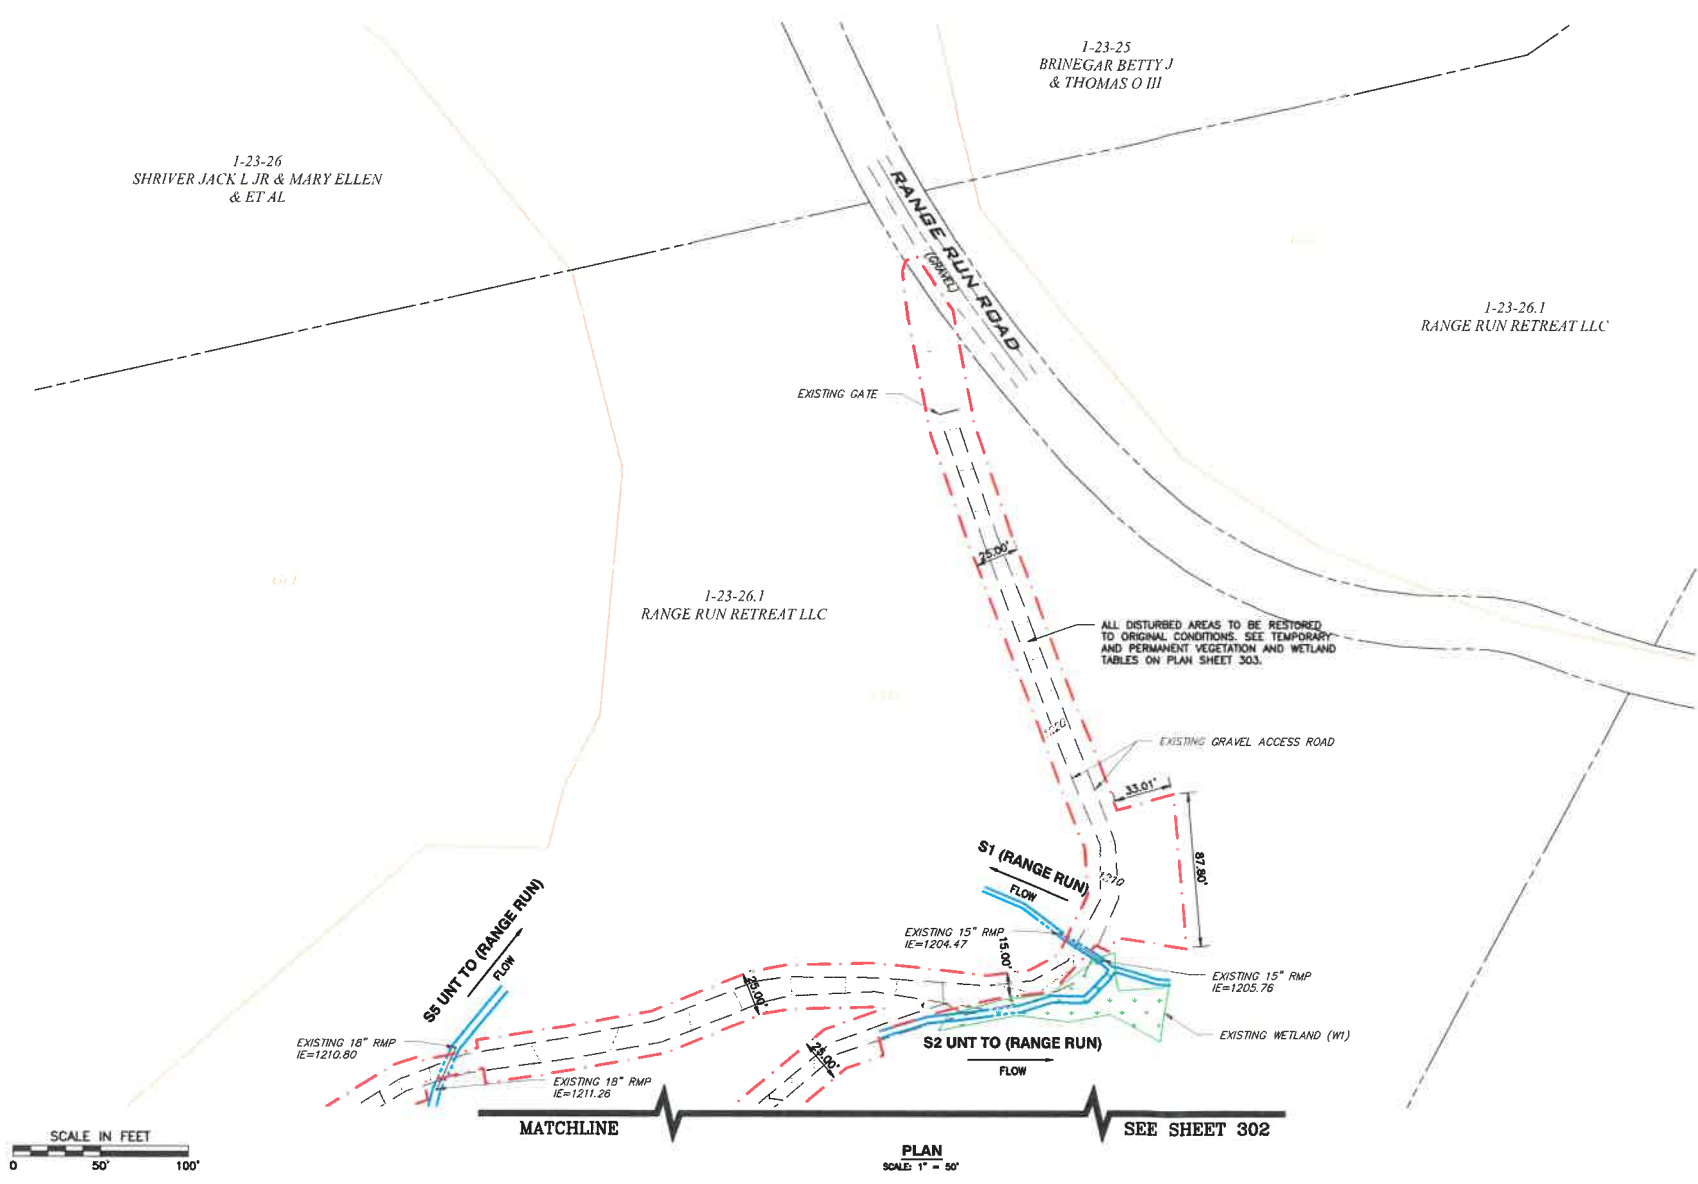 1-23-25
BRINEGAR BETTY J
& THOMAS O III
1-23-26
SHRIVER JACK L JR & MARY ELLEN
& ET AL
RANGE RUN ROAD
(GRAVEL)
1-23-26.1
RANGE RUN RETREAT LLC
EXISTING GATE
25.00'
1-23-26.1
RANGE RUN RETREAT LLC
ALL DISTURBED AREAS TO BE RESTORED
TO ORIGINAL CONDITIONS. SEE TEMPORARY
AND PERMANENT VEGETATION AND WETLAND
TABLES ON PLAN SHEET 303.
1220
EXISTING GRAVEL ACCESS ROAD
33.01'
87.80'
S1 (RANGE RUN)
FLOW
1210
S5 UNT TO (RANGE RUN)
FLOW
EXISTING 15" RMP
IE=1204.47
15.00'
EXISTING 15" RMP
IE=1205.76
25.00'
EXISTING WETLAND (W1)
EXISTING 18" RMP
IE=1210.80
25.00'
S2 UNT TO (RANGE RUN)
FLOW
EXISTING 18" RMP
IE=1211.26
MATCHLINE
SEE SHEET 302
SCALE IN FEET
0 50' 100'
PLAN
SCALE: 1" = 50'